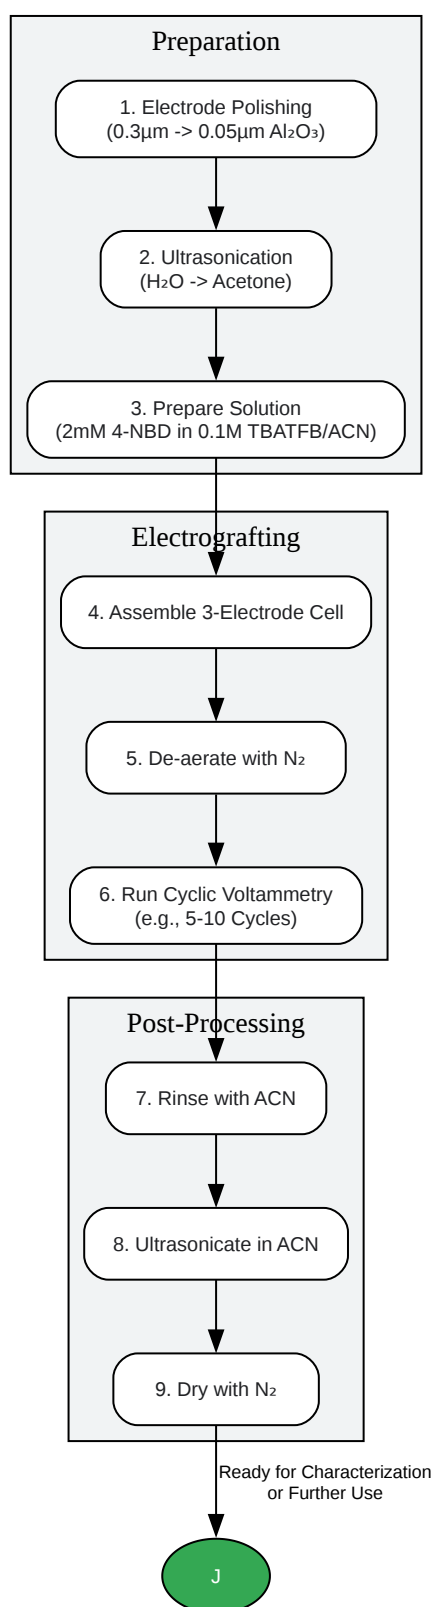 Preparation
1. Electrode Polishing
(0.3µm -> 0.05µm Al₂O₃)
2. Ultrasonication
(H₂O -> Acetone)
3. Prepare Solution
(2mM 4-NBD in 0.1M TBATFB/ACN)
Electrografting
4. Assemble 3-Electrode Cell
5. De-aerate with N₂
6. Run Cyclic Voltammetry
(e.g., 5-10 Cycles)
Post-Processing
7. Rinse with ACN
8. Ultrasonicate in ACN
9. Dry with N₂
Ready for Characterization
or Further Use
J